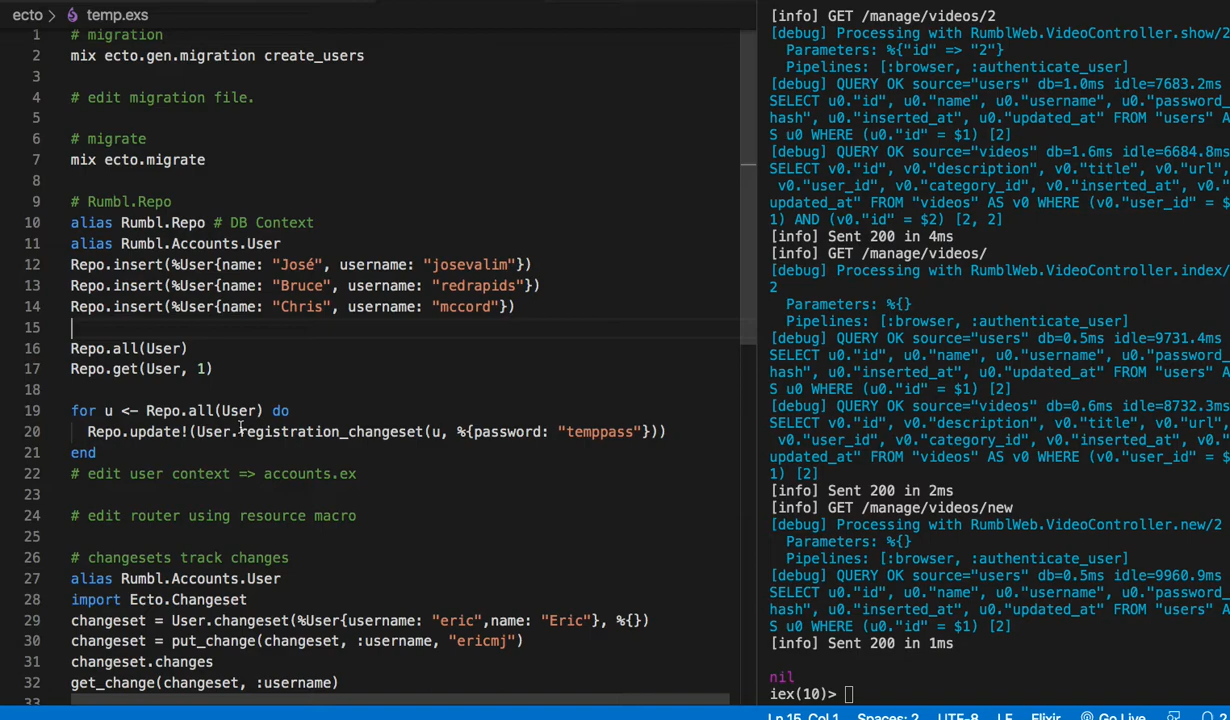 ecto > temp.exs
1 # migration
2 mix ecto.gen.migration create_users
3
4 # edit migration file.
5
6 # migrate
7 mix ecto.migrate
8
9 # Rumbl.Repo
10 alias Rumbl.Repo # DB Context
11 alias Rumbl.Accounts.User
12 Repo.insert(%User{name: "José", username: "josevalim"})
13 Repo.insert(%User{name: "Bruce", username: "redrapids"})
14 Repo.insert(%User{name: "Chris", username: "mccord"})
15
16 Repo.all(User)
17 Repo.get(User, 1)
18
19 for u <- Repo.all(User) do
20   Repo.update!(User.registration_changeset(u, %{password: "temppass"}))
21 end
22 # edit user context => accounts.ex
23
24 # edit router using resource macro
25
26 # changesets track changes
27 alias Rumbl.Accounts.User
28 import Ecto.Changeset
29 changeset = User.changeset(%User{username: "eric",name: "Eric"}, %{})
30 changeset = put_change(changeset, :username, "ericmj")
31 changeset.changes
32 get_change(changeset, :username)
33
[info] GET /manage/videos/2
[debug] Processing with RumblWeb.VideoController.show/2
  Parameters: %{"id" => "2"}
  Pipelines: [:browser, :authenticate_user]
[debug] QUERY OK source="users" db=1.0ms idle=7683.2ms
SELECT u0."id", u0."name", u0."username", u0."password_
hash", u0."inserted_at", u0."updated_at" FROM "users" A
S u0 WHERE (u0."id" = $1) [2]
[debug] QUERY OK source="videos" db=1.6ms idle=6684.8ms
SELECT v0."id", v0."description", v0."title", v0."url",
 v0."user_id", v0."category_id", v0."inserted_at", v0."
updated_at" FROM "videos" AS v0 WHERE (v0."user_id" = $
1) AND (v0."id" = $2) [2, 2]
[info] Sent 200 in 4ms
[info] GET /manage/videos/
[debug] Processing with RumblWeb.VideoController.index/
2
  Parameters: %{}
  Pipelines: [:browser, :authenticate_user]
[debug] QUERY OK source="users" db=0.5ms idle=9731.4ms
SELECT u0."id", u0."name", u0."username", u0."password_
hash", u0."inserted_at", u0."updated_at" FROM "users" A
S u0 WHERE (u0."id" = $1) [2]
[debug] QUERY OK source="videos" db=0.6ms idle=8732.3ms
SELECT v0."id", v0."description", v0."title", v0."url",
 v0."user_id", v0."category_id", v0."inserted_at", v0."
updated_at" FROM "videos" AS v0 WHERE (v0."user_id" = $
1) [2]
[info] Sent 200 in 2ms
[info] GET /manage/videos/new
[debug] Processing with RumblWeb.VideoController.new/2
  Parameters: %{}
  Pipelines: [:browser, :authenticate_user]
[debug] QUERY OK source="users" db=0.5ms idle=9960.9ms
SELECT u0."id", u0."name", u0."username", u0."password_
hash", u0."inserted_at", u0."updated_at" FROM "users" A
S u0 WHERE (u0."id" = $1) [2]
[info] Sent 200 in 1ms
nil
iex(10)>
Ln 15, Col 1 Spaces: 2 UTF-8 LF Elixir Go Live 2